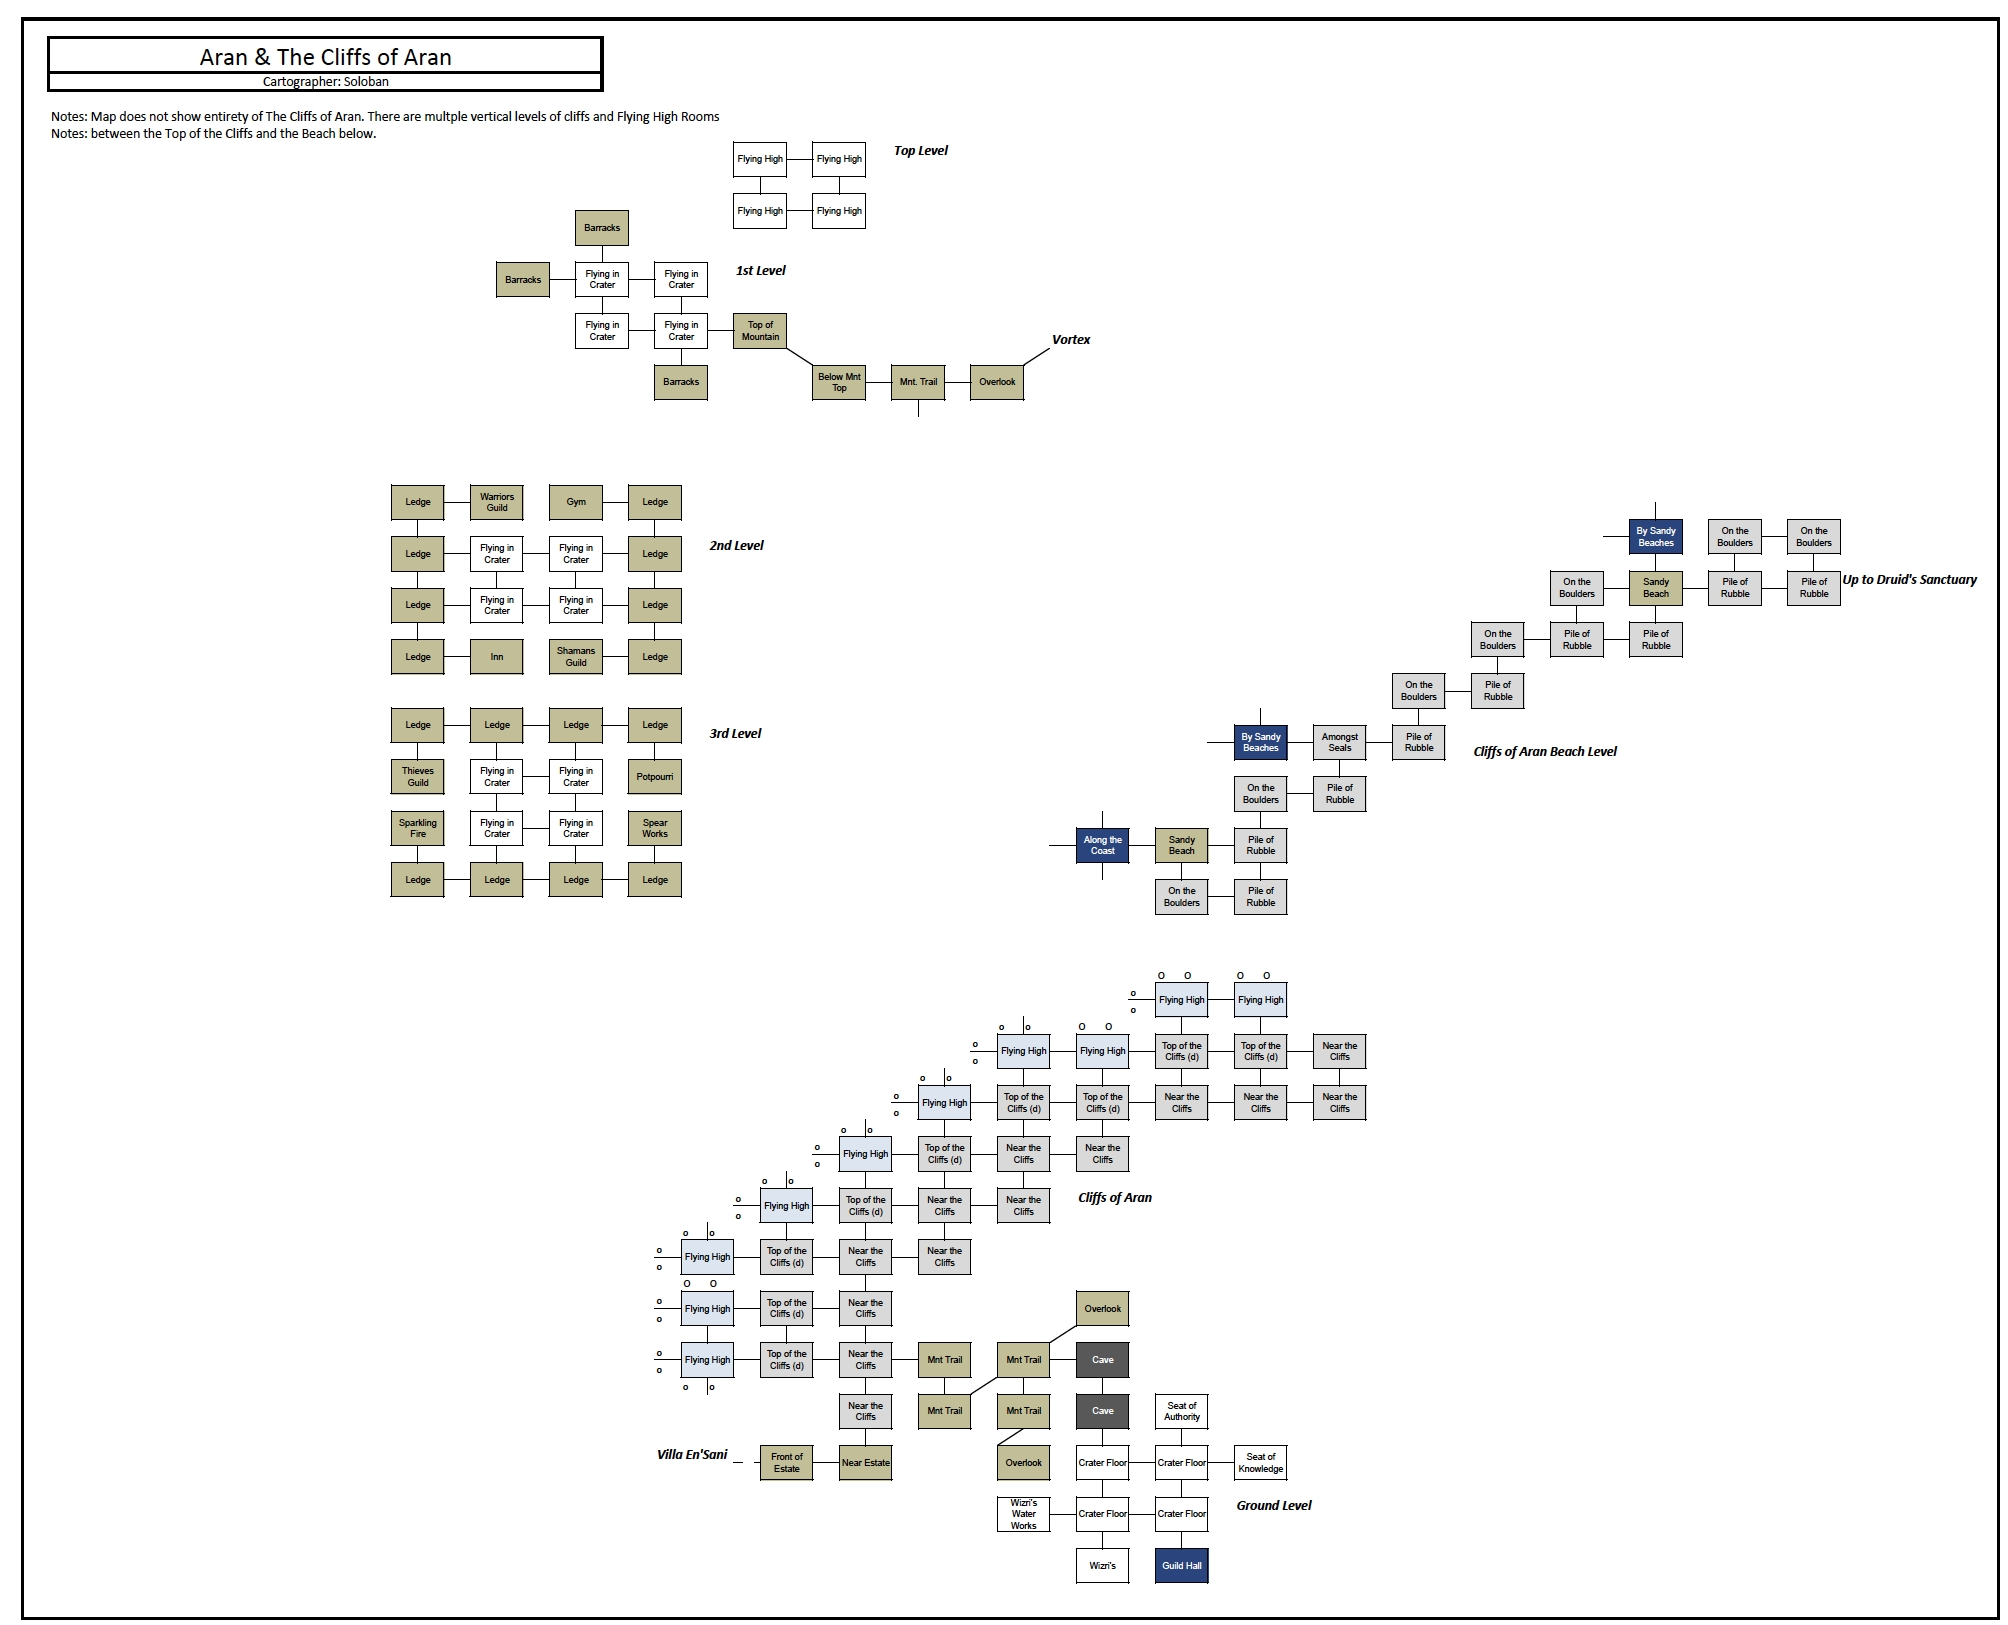 Aran & The Cliffs of Aran
Cartographer: Soloban
Notes: Map does not show entirety of The Cliffs of Aran. There are multple vertical levels of cliffs and Flying High Rooms
Notes: between the Top of the Cliffs and the Beach below.
Top Level
Flying High
Flying High
Flying High
Flying High
1st Level
Barracks
Barracks
Flying in
Crater
Flying in
Crater
Flying in
Crater
Flying in
Crater
Top of
Mountain
Vortex
Barracks
Below Mnt
Top
Mnt. Trail
Overlook
2nd Level
Ledge
Warriors
Guild
Gym
Ledge
Ledge
Flying in
Crater
Flying in
Crater
Ledge
Ledge
Flying in
Crater
Flying in
Crater
Ledge
Ledge
Inn
Shamans
Guild
Ledge
3rd Level
Ledge
Ledge
Ledge
Ledge
Thieves
Guild
Flying in
Crater
Flying in
Crater
Potpourri
Sparkling
Fire
Flying in
Crater
Flying in
Crater
Spear
Works
Ledge
Ledge
Ledge
Ledge
By Sandy
Beaches
On the
Boulders
On the
Boulders
On the
Boulders
Sandy
Beach
Pile of
Rubble
Pile of
Rubble
Up to Druid's Sanctuary
On the
Boulders
Pile of
Rubble
Pile of
Rubble
On the
Boulders
Pile of
Rubble
By Sandy
Beaches
Amongst
Seals
Pile of
Rubble
Cliffs of Aran Beach Level
On the
Boulders
Pile of
Rubble
Along the
Coast
Sandy
Beach
Pile of
Rubble
On the
Boulders
Pile of
Rubble
O O O O
o
Flying High
Flying High
o
o o O O
o
Flying High
Flying High
Top of the
Cliffs (d)
Top of the
Cliffs (d)
Near the
Cliffs
o
o o
o
Flying High
Top of the
Cliffs (d)
Top of the
Cliffs (d)
Near the
Cliffs
Near the
Cliffs
Near the
Cliffs
o
o o
o
Flying High
Top of the
Cliffs (d)
Near the
Cliffs
Near the
Cliffs
o
o o
o
Flying High
Top of the
Cliffs (d)
Near the
Cliffs
Near the
Cliffs
Cliffs of Aran
o
o o
o
Flying High
Top of the
Cliffs (d)
Near the
Cliffs
Near the
Cliffs
o
O O
o
Flying High
Top of the
Cliffs (d)
Near the
Cliffs
Overlook
o
o
Flying High
Top of the
Cliffs (d)
Near the
Cliffs
Mnt Trail
Mnt Trail
Cave
o
o o
Near the
Cliffs
Mnt Trail
Mnt Trail
Cave
Seat of
Authority
Villa En'Sani
Front of
Estate
Near Estate
Overlook
Crater Floor
Crater Floor
Seat of
Knowledge
Wizri's
Water
Works
Crater Floor
Crater Floor
Ground Level
Wizri's
Guild Hall